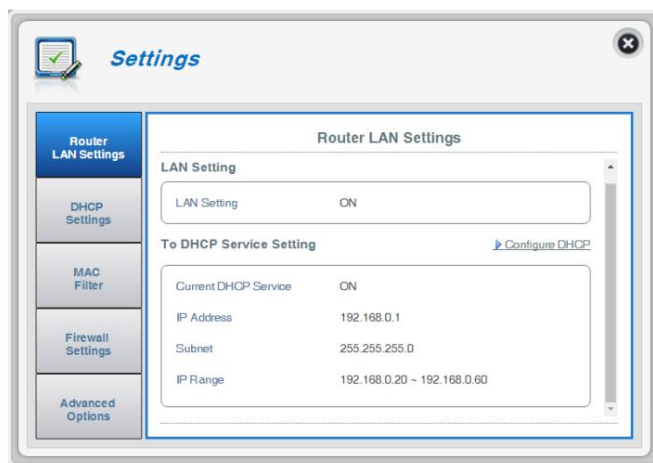 Settings
Router
LAN Settings
DHCP
Settings
MAC
Filter
Firewall
Settings
Advanced
Options
Router LAN Settings
LAN Setting
LAN Setting ON
To DHCP Service Setting Configure DHCP
Current DHCP Service ON
IP Address 192.168.0.1
Subnet 255.255.255.0
IP Range 192.168.0.20 ~ 192.168.0.60